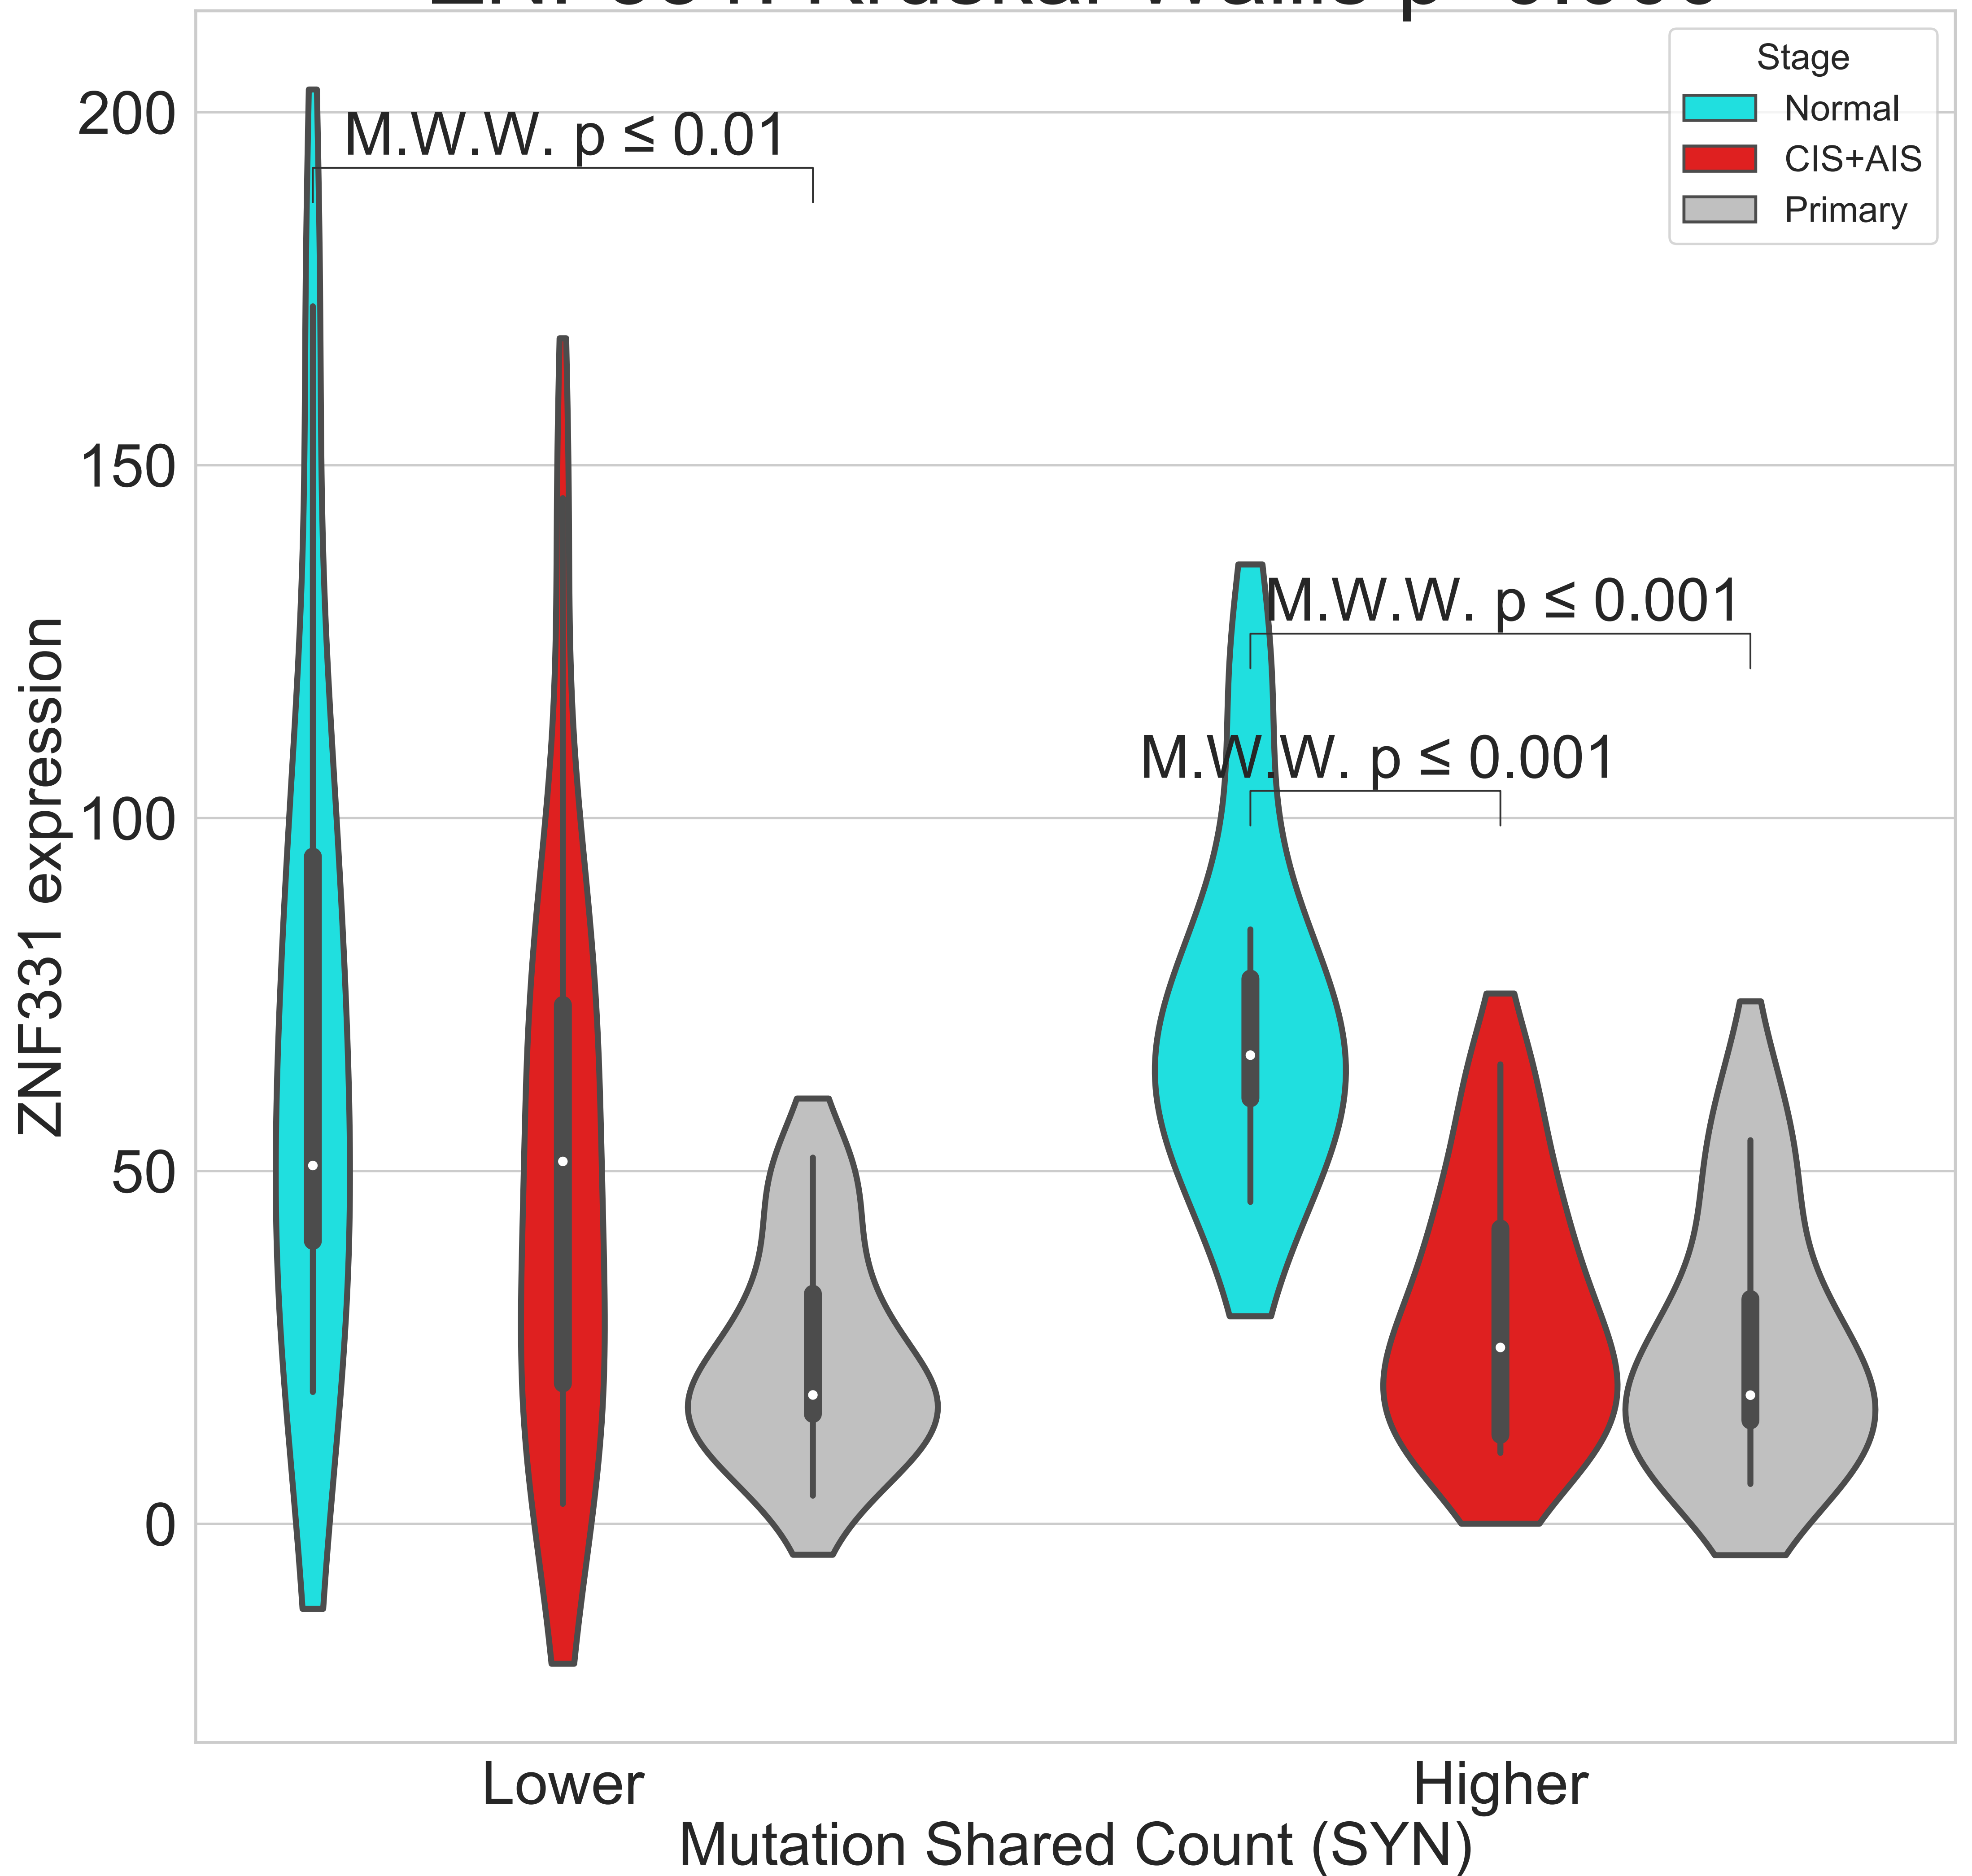 Stage
Normal
CIS+AIS
Primary
200
150
100
50
0
ZNF331 expression
M.W.W. p ≤ 0.01
M.W.W. p ≤ 0.001
M.W.W. p ≤ 0.001
Lower
Higher
Mutation Shared Count (SYN)